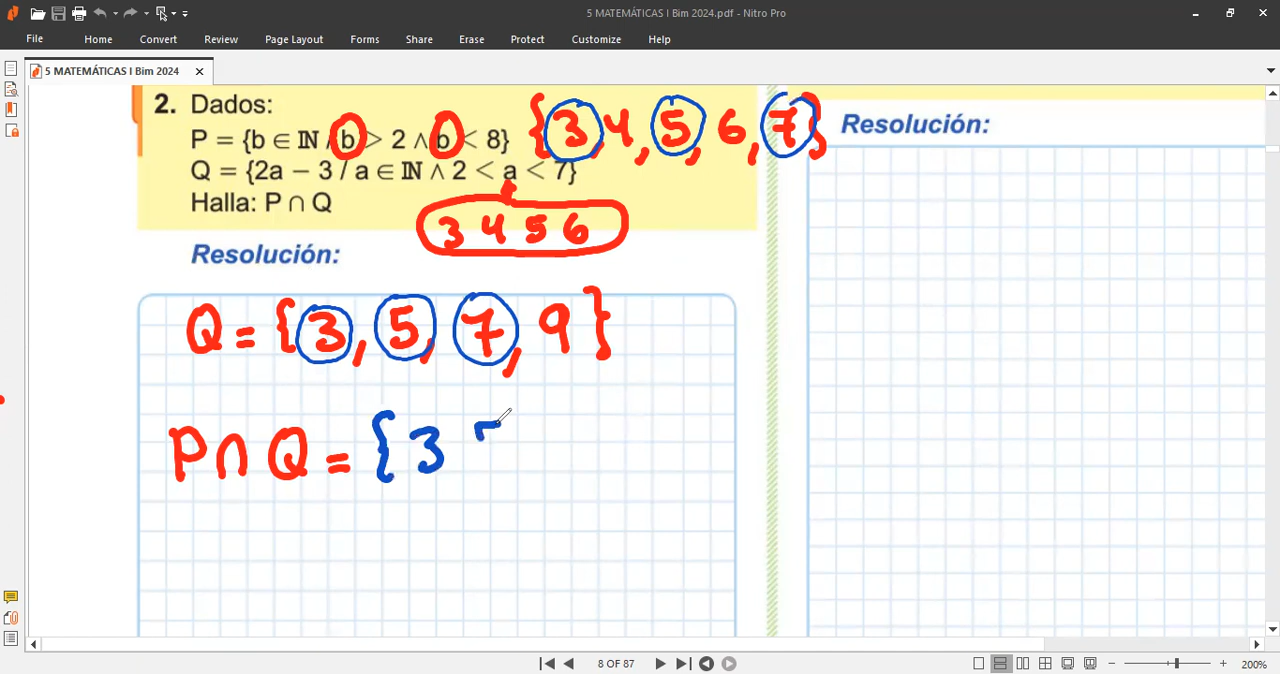 5 MATEMÁTICAS I Bim 2024.pdf - Nitro Pro
File Home Convert Review Page Layout Forms Share Erase Protect Customize Help
5 MATEMÁTICAS I Bim 2024
2. Dados:
P = {b ∈ ℕ / b > 2 ∧ b < 8} {3, 4, 5, 6, 7}
Q = {2a − 3 / a ∈ ℕ ∧ 2 < a < 7}
Halla: P ∩ Q
3 4 5 6
Resolución:
Q = {3, 5, 7, 9}
P ∩ Q = {3
Resolución:
8 OF 87
200%